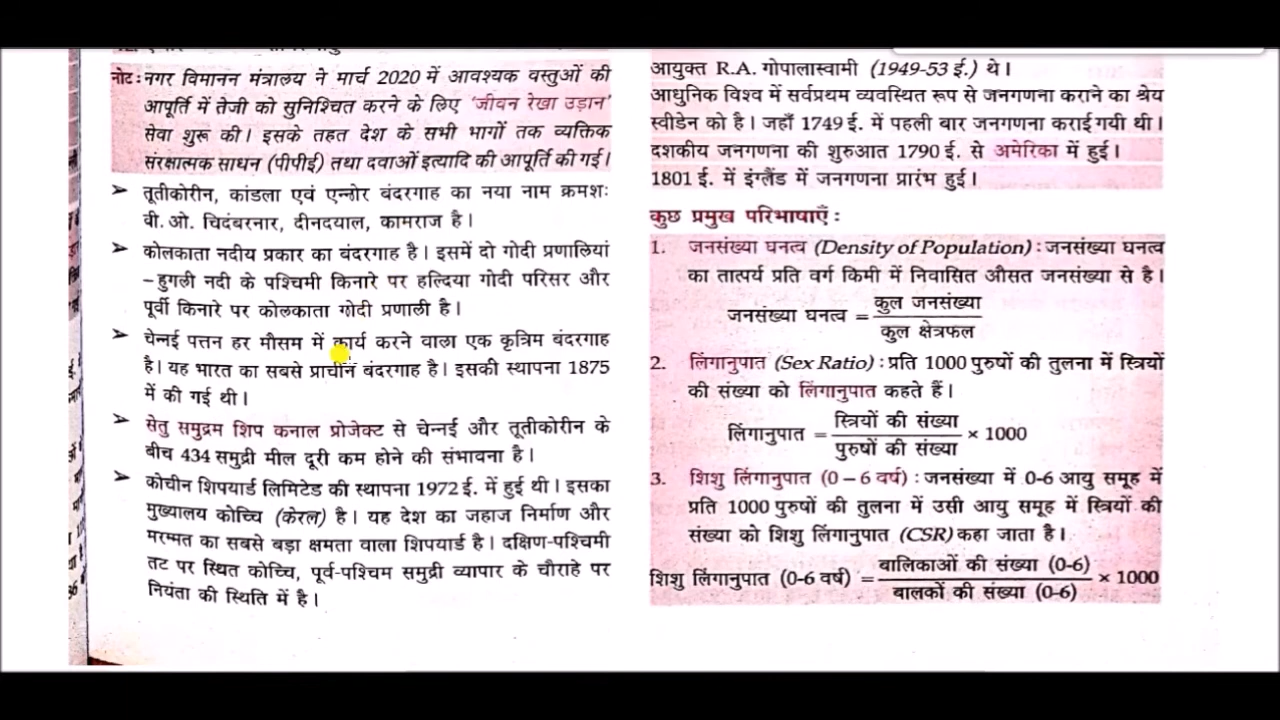 नोट: नगर विमानन मंत्रालय ने मार्च 2020 में आवश्यक वस्तुओं की
आपूर्ति में तेजी को सुनिश्चित करने के लिए 'जीवन रेखा उड़ान'
सेवा शुरू की। इसके तहत देश के सभी भागों तक व्यक्तिक
संरक्षात्मक साधन (पीपीई) तथा दवाओं इत्यादि की आपूर्ति की गई।
➤ तूतीकोरीन, कांडला एवं एन्नोर बंदरगाह का नया नाम क्रमशः
वी. ओ. चिदंबरनार, दीनदयाल, कामराज है।
➤ कोलकाता नदीय प्रकार का बंदरगाह है। इसमें दो गोदी प्रणालियां
– हुगली नदी के पश्चिमी किनारे पर हल्दिया गोदी परिसर और
पूर्वी किनारे पर कोलकाता गोदी प्रणाली है।
➤ चेन्नई पत्तन हर मौसम में कार्य करने वाला एक कृत्रिम बंदरगाह
है। यह भारत का सबसे प्राचीन बंदरगाह है। इसकी स्थापना 1875
में की गई थी।
➤ सेतु समुद्रम शिप कनाल प्रोजेक्ट से चेन्नई और तूतीकोरीन के
बीच 434 समुद्री मील दूरी कम होने की संभावना है।
➤ कोचीन शिपयार्ड लिमिटेड की स्थापना 1972 ई. में हुई थी। इसका
मुख्यालय कोच्चि (केरल) है। यह देश का जहाज निर्माण और
मरम्मत का सबसे बड़ा क्षमता वाला शिपयार्ड है। दक्षिण-पश्चिमी
तट पर स्थित कोच्चि, पूर्व-पश्चिम समुद्री व्यापार के चौराहे पर
नियंता की स्थिति में है।
आयुक्त R.A. गोपालास्वामी (1949-53 ई.) थे।
आधुनिक विश्व में सर्वप्रथम व्यवस्थित रूप से जनगणना कराने का श्रेय
स्वीडेन को है। जहाँ 1749 ई. में पहली बार जनगणना कराई गयी थी।
दशकीय जनगणना की शुरुआत 1790 ई. से अमेरिका में हुई।
1801 ई. में इंग्लैंड में जनगणना प्रारंभ हुई।
कुछ प्रमुख परिभाषाएँ :
1. जनसंख्या घनत्व (Density of Population) : जनसंख्या घनत्व
का तात्पर्य प्रति वर्ग किमी में निवासित औसत जनसंख्या से है।
जनसंख्या घनत्व = कुल जनसंख्या
कुल क्षेत्रफल
2. लिंगानुपात (Sex Ratio) : प्रति 1000 पुरुषों की तुलना में स्त्रियों
की संख्या को लिंगानुपात कहते हैं।
लिंगानुपात = स्त्रियों की संख्या × 1000
पुरुषों की संख्या
3. शिशु लिंगानुपात (0 – 6 वर्ष) : जनसंख्या में 0-6 आयु समूह में
प्रति 1000 पुरुषों की तुलना में उसी आयु समूह में स्त्रियों की
संख्या को शिशु लिंगानुपात (CSR) कहा जाता है।
शिशु लिंगानुपात (0-6 वर्ष) = बालिकाओं की संख्या (0-6) × 1000
बालकों की संख्या (0-6)